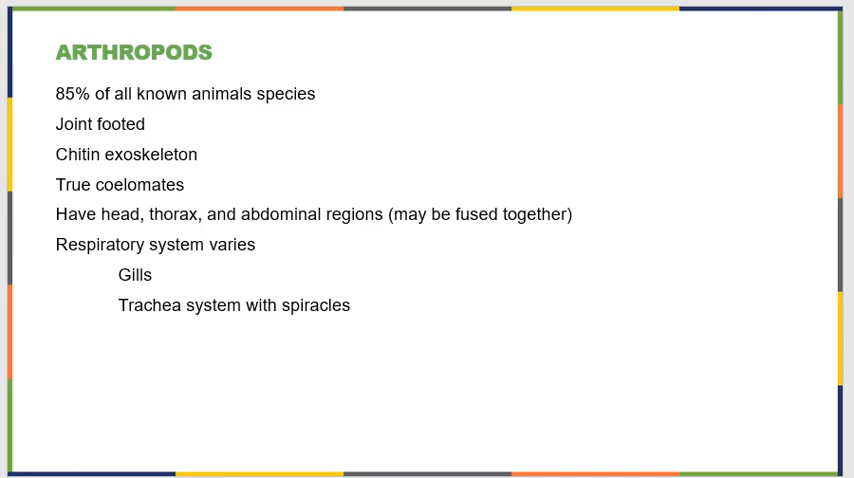 ARTHROPODS
85% of all known animals species
Joint footed
Chitin exoskeleton
True coelomates
Have head, thorax, and abdominal regions (may be fused together)
Respiratory system varies
Gills
Trachea system with spiracles